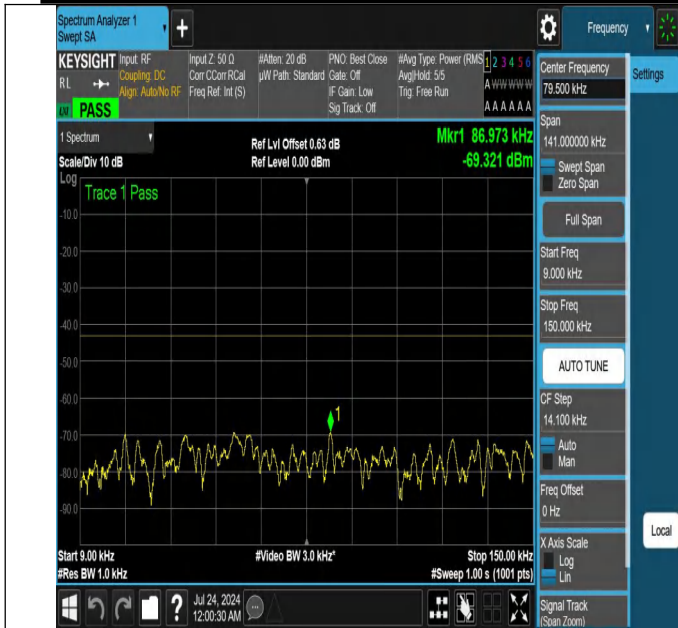 Spectrum Analyzer 1
Swept SA
Frequency
KEYSIGHT
RL
PASS
Input: RF
Coupling: DC
Align: Auto/No RF
Input Z: 50 Ω
Corr CCorr RCal
Freq Ref: Int (S)
#Atten: 20 dB
µW Path: Standard
PNO: Best Close
Gate: Off
IF Gain: Low
Sig Track: Off
#Avg Type: Power (RMS
Avg|Hold: 5/5
Trig: Free Run
1 2 3 4 5 6
A W W W W W
A A A A A A
1 Spectrum
Scale/Div 10 dB
Ref Lvl Offset 0.63 dB
Ref Level 0.00 dBm
Mkr1 86.973 kHz
-69.321 dBm
Log
Trace 1 Pass
-10.0
-20.0
-30.0
-40.0
-50.0
-60.0
-70.0
-80.0
-90.0
1
Start 9.00 kHz
#Res BW 1.0 kHz
#Video BW 3.0 kHz*
Stop 150.00 kHz
#Sweep 1.00 s (1001 pts)
Jul 24, 2024
12:00:30 AM
Center Frequency
79.500 kHz
Settings
Span
141.000000 kHz
Swept Span
Zero Span
Full Span
Start Freq
9.000 kHz
Stop Freq
150.000 kHz
AUTO TUNE
CF Step
14.100 kHz
Auto
Man
Freq Offset
0 Hz
X Axis Scale
Log
Lin
Local
Signal Track
(Span Zoom)